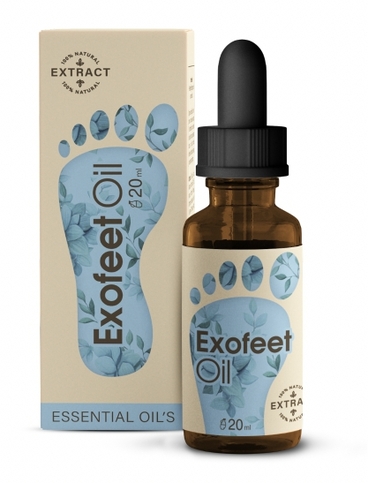 100% NATURAL
EXTRACT
100% NATURAL
Exofeet Oil
20 ml
ESSENTIAL OIL'S
Exofeet
Oil
100% NATURAL
EXTRACT
100% NATURAL
20 ml